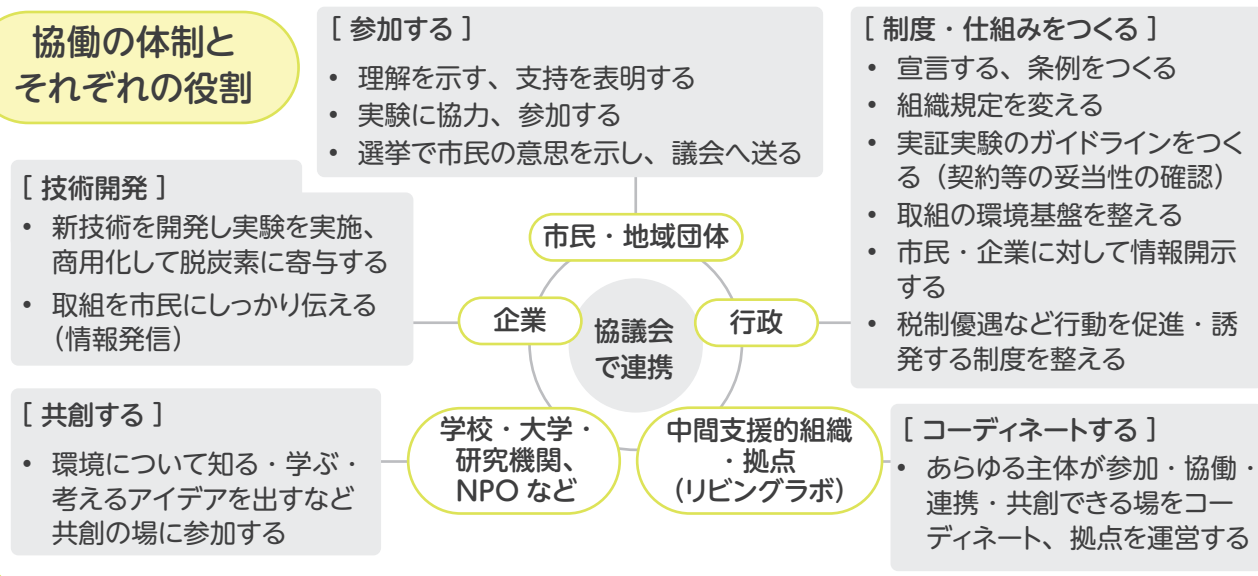 協働の体制と
それぞれの役割
[ 参加する ]
• 理解を示す、支持を表明する
• 実験に協力、参加する
• 選挙で市民の意思を示し、議会へ送る
[ 制度・仕組みをつくる ]
• 宣言する、条例をつくる
• 組織規定を変える
• 実証実験のガイドラインをつく
る（契約等の妥当性の確認）
• 取組の環境基盤を整える
• 市民・企業に対して情報開示
する
• 税制優遇など行動を促進・誘
発する制度を整える
[ 技術開発 ]
• 新技術を開発し実験を実施、
商用化して脱炭素に寄与する
• 取組を市民にしっかり伝える
（情報発信）
市民・地域団体
企業
協議会
で連携
行政
学校・大学・
研究機関、
NPO など
中間支援的組織
・拠点
（リビングラボ）
[ 共創する ]
• 環境について知る・学ぶ・
考えるアイデアを出すなど
共創の場に参加する
[ コーディネートする ]
• あらゆる主体が参加・協働・
連携・共創できる場をコー
ディネート、拠点を運営する